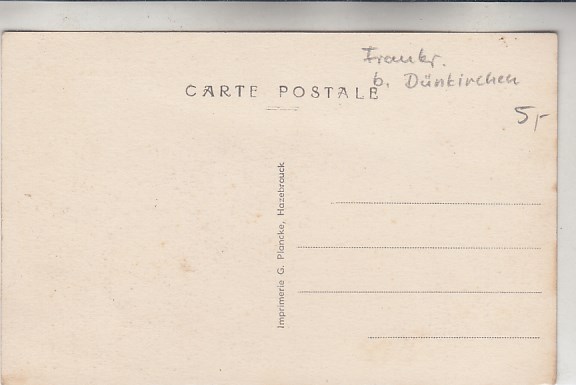 Frankr.
b. Dünkirchen
CARTE POSTALE
5,-
Imprimerie G. Plancke, Hazebrouck